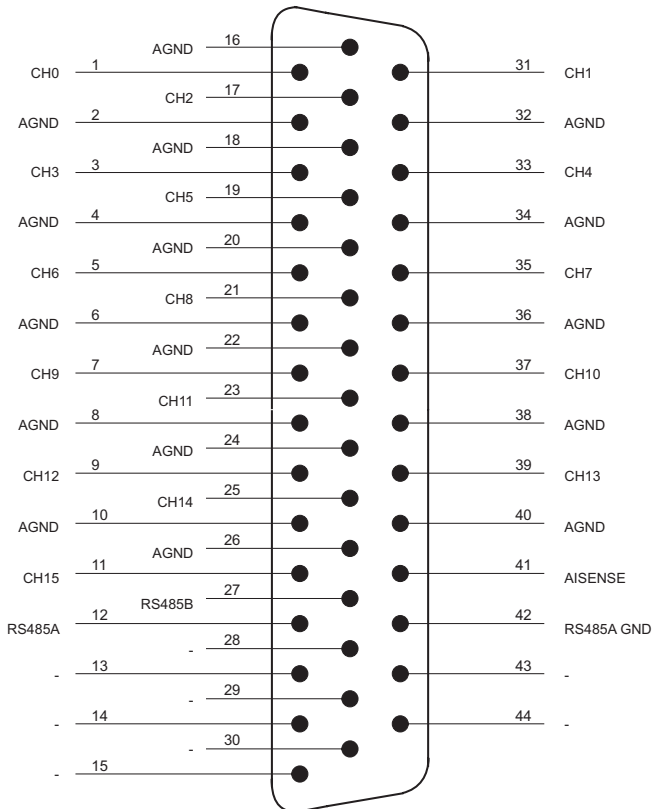 AGND 16
CH0 1 31 CH1
CH2 17
AGND 2 32 AGND
AGND 18
CH3 3 33 CH4
CH5 19
AGND 4 34 AGND
AGND 20
CH6 5 35 CH7
CH8 21
AGND 6 36 AGND
AGND 22
CH9 7 37 CH10
CH11 23
AGND 8 38 AGND
AGND 24
CH12 9 39 CH13
CH14 25
AGND 10 40 AGND
AGND 26
CH15 11 41 AISENSE
RS485B 27
RS485A 12 42 RS485A GND
- 28
- 13 43 -
- 29
- 14 44 -
- 30
- 15